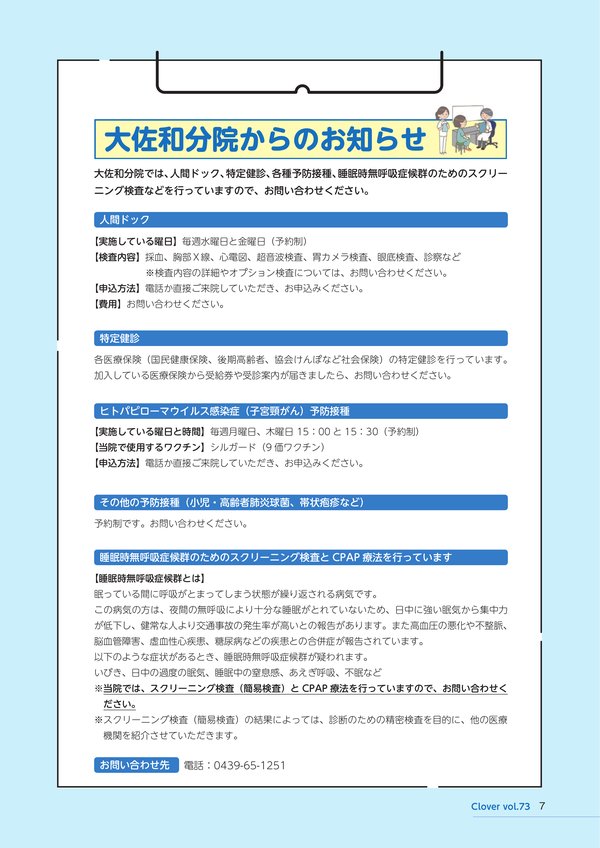 大佐和分院からのお知らせ
大佐和分院では、人間ドック、特定健診、各種予防接種、睡眠時無呼吸症候群のためのスクリー
ニング検査などを行っていますので、お問い合わせください。
人間ドック
【実施している曜日】毎週水曜日と金曜日（予約制）
【検査内容】採血、胸部Ｘ線、心電図、超音波検査、胃カメラ検査、眼底検査、診察など
※検査内容の詳細やオプション検査については、お問い合わせください。
【申込方法】電話か直接ご来院していただき、お申込みください。
【費用】お問い合わせください。
特定健診
各医療保険（国民健康保険、後期高齢者、協会けんぽなど社会保険）の特定健診を行っています。
加入している医療保険から受給券や受診案内が届きましたら、お問い合わせください。
ヒトパピローマウイルス感染症（子宮頸がん）予防接種
【実施している曜日と時間】毎週月曜日、木曜日 15：00 と 15：30（予約制）
【当院で使用するワクチン】シルガード（9 価ワクチン）
【申込方法】電話か直接ご来院していただき、お申込みください。
その他の予防接種（小児・高齢者肺炎球菌、帯状疱疹など）
予約制です。お問い合わせください。
睡眠時無呼吸症候群のためのスクリーニング検査と CPAP 療法を行っています
【睡眠時無呼吸症候群とは】
眠っている間に呼吸がとまってしまう状態が繰り返される病気です。
この病気の方は、夜間の無呼吸により十分な睡眠がとれていないため、日中に強い眠気から集中力
が低下し、健常な人より交通事故の発生率が高いとの報告があります。また高血圧の悪化や不整脈、
脳血管障害、虚血性心疾患、糖尿病などの疾患との合併症が報告されています。
以下のような症状があるとき、睡眠時無呼吸症候群が疑われます。
いびき、日中の過度の眠気、睡眠中の窒息感、あえぎ呼吸、不眠など
※当院では、スクリーニング検査（簡易検査）と CPAP 療法を行っていますので、お問い合わせく
ださい。
※スクリーニング検査（簡易検査）の結果によっては、診断のための精密検査を目的に、他の医療
機関を紹介させていただきます。
お問い合わせ先 電話：0439-65-1251
Clover vol.73 7